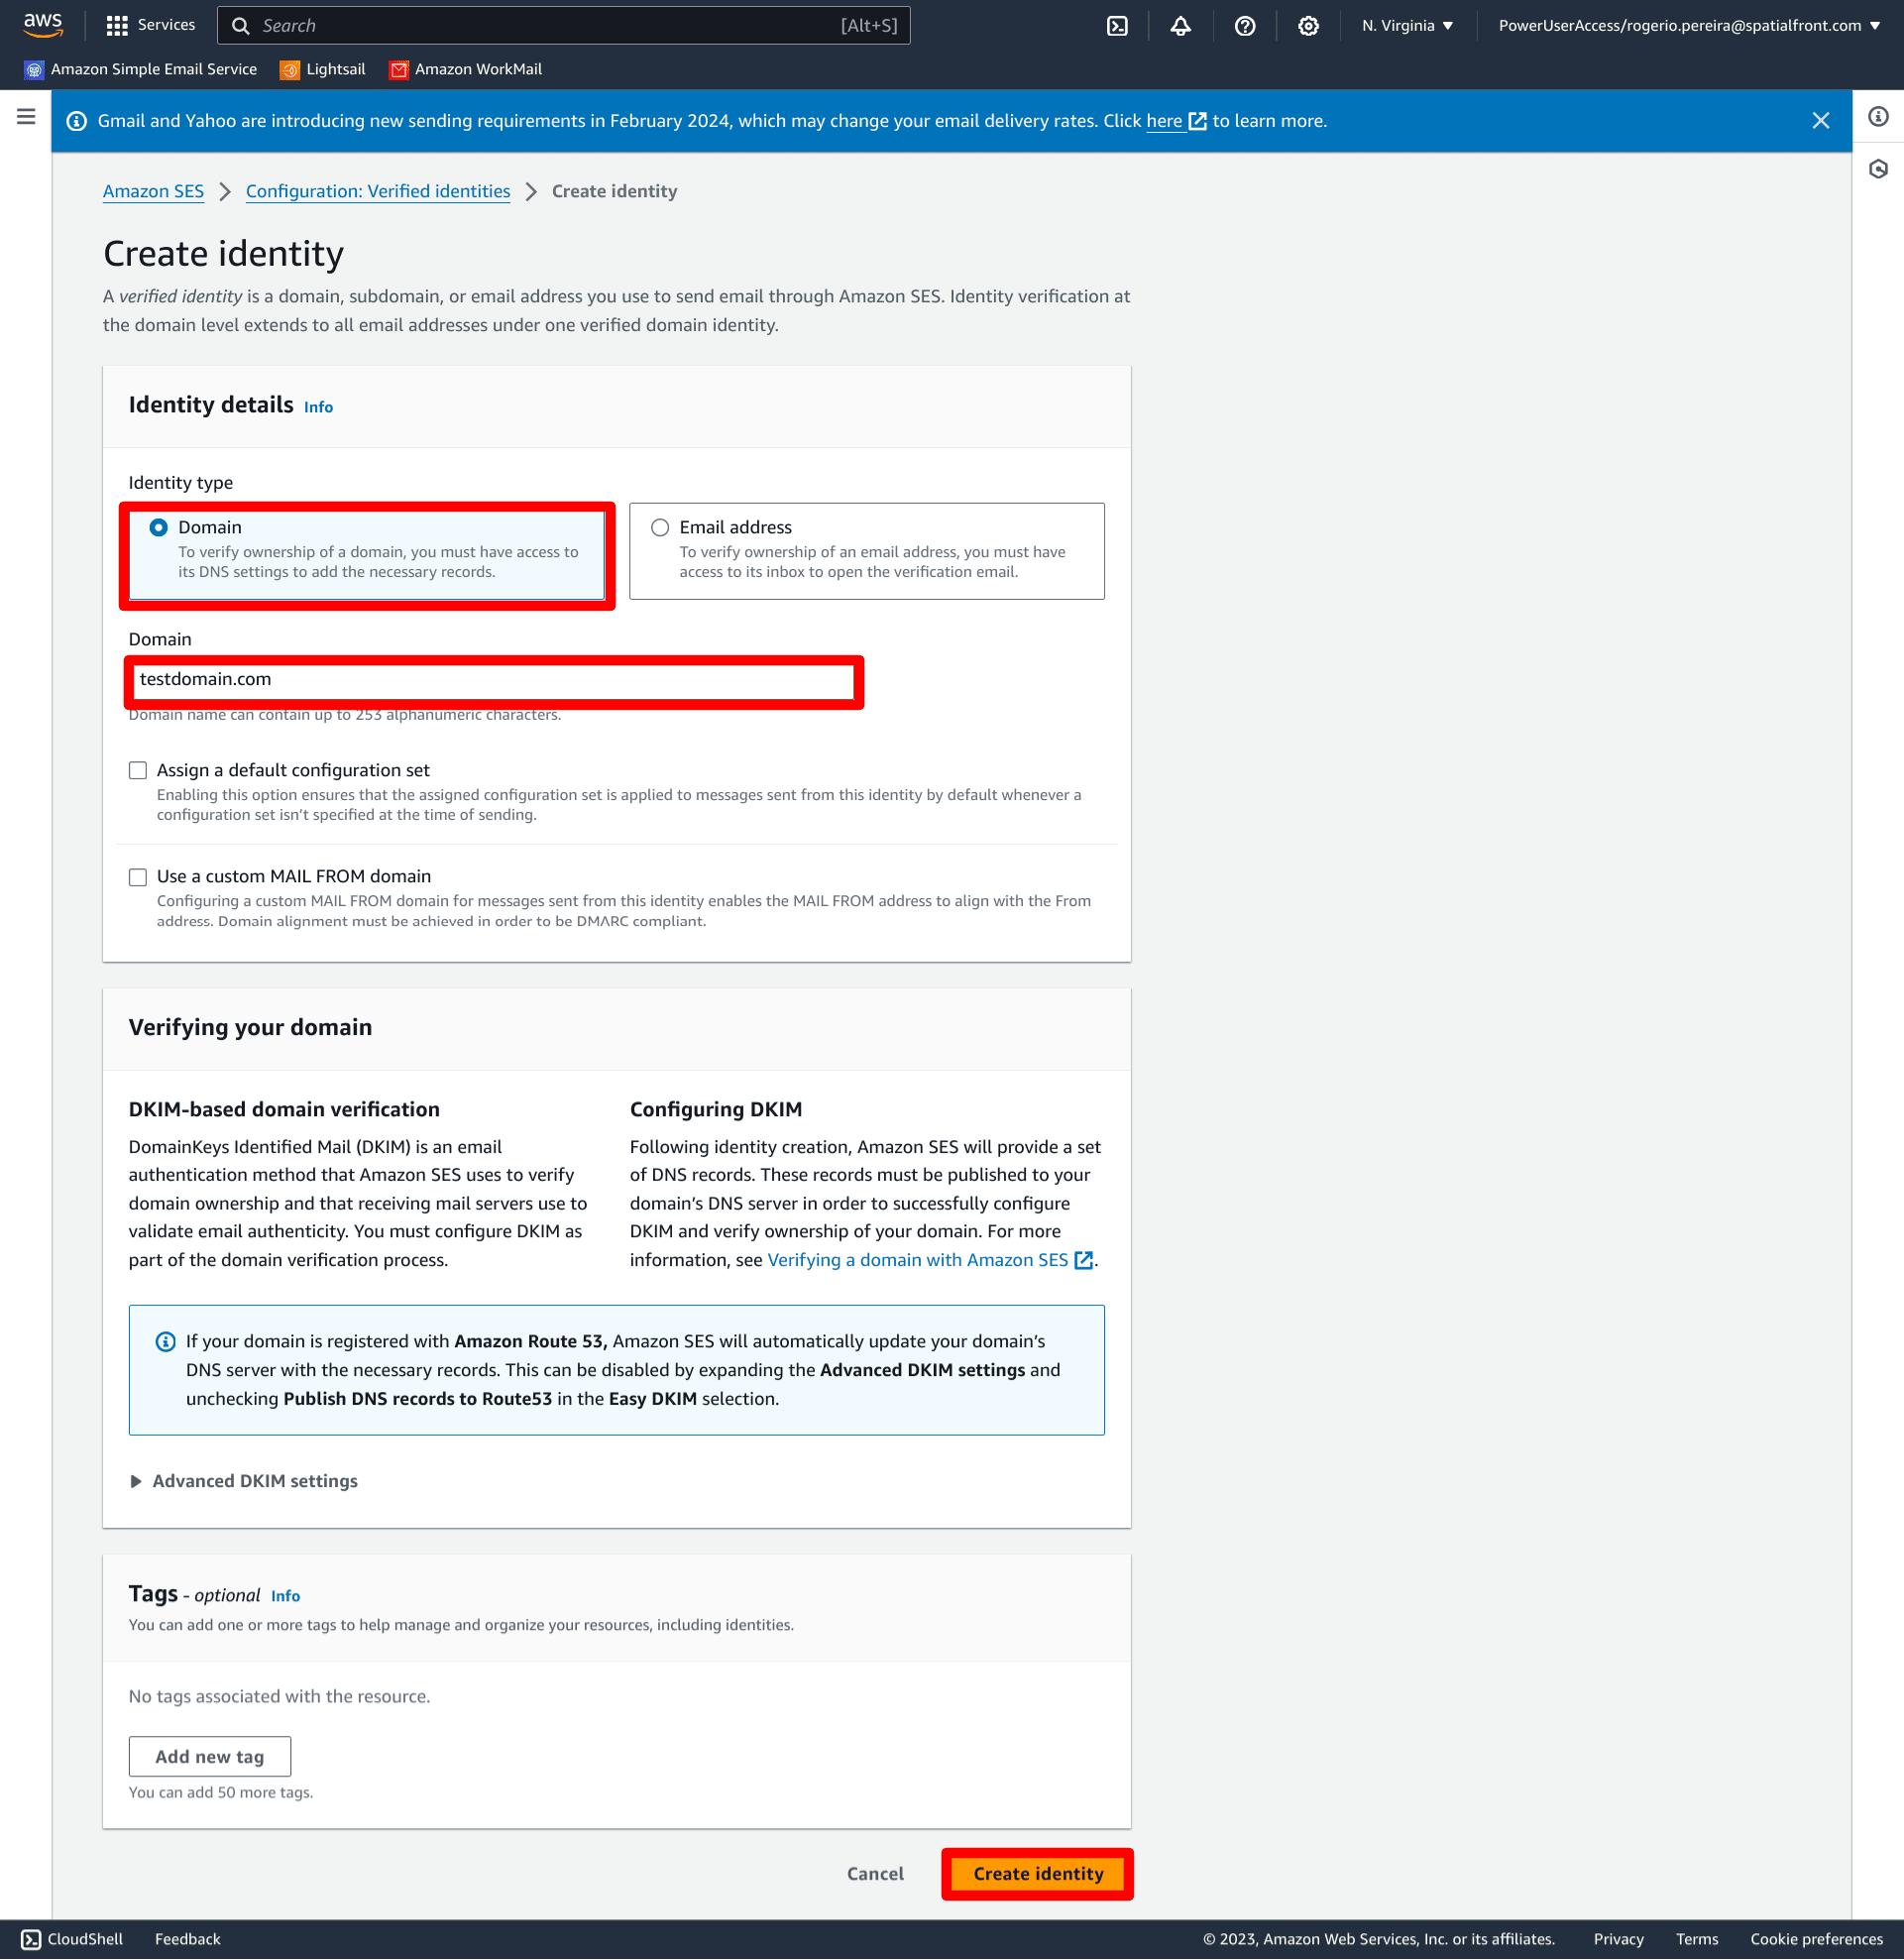 aws
Services
Search
[Alt+S]
N. Virginia
PowerUserAccess/rogerio.pereira@spatialfront.com
Amazon Simple Email Service
Lightsail
Amazon WorkMail
Gmail and Yahoo are introducing new sending requirements in February 2024, which may change your email delivery rates. Click here to learn more.
Amazon SES
Configuration: Verified identities
Create identity
Create identity
A verified identity is a domain, subdomain, or email address you use to send email through Amazon SES. Identity verification at
the domain level extends to all email addresses under one verified domain identity.
Identity details Info
Identity type
Domain
To verify ownership of a domain, you must have access to
its DNS settings to add the necessary records.
Email address
To verify ownership of an email address, you must have
access to its inbox to open the verification email.
Domain
testdomain.com
Domain name can contain up to 253 alphanumeric characters.
Assign a default configuration set
Enabling this option ensures that the assigned configuration set is applied to messages sent from this identity by default whenever a
configuration set isn't specified at the time of sending.
Use a custom MAIL FROM domain
Configuring a custom MAIL FROM domain for messages sent from this identity enables the MAIL FROM address to align with the From
address. Domain alignment must be achieved in order to be DMARC compliant.
Verifying your domain
DKIM-based domain verification
DomainKeys Identified Mail (DKIM) is an email
authentication method that Amazon SES uses to verify
domain ownership and that receiving mail servers use to
validate email authenticity. You must configure DKIM as
part of the domain verification process.
Configuring DKIM
Following identity creation, Amazon SES will provide a set
of DNS records. These records must be published to your
domain's DNS server in order to successfully configure
DKIM and verify ownership of your domain. For more
information, see Verifying a domain with Amazon SES .
If your domain is registered with Amazon Route 53, Amazon SES will automatically update your domain's
DNS server with the necessary records. This can be disabled by expanding the Advanced DKIM settings and
unchecking Publish DNS records to Route53 in the Easy DKIM selection.
Advanced DKIM settings
Tags - optional Info
You can add one or more tags to help manage and organize your resources, including identities.
No tags associated with the resource.
Add new tag
You can add 50 more tags.
Cancel
Create identity
CloudShell
Feedback
© 2023, Amazon Web Services, Inc. or its affiliates.
Privacy
Terms
Cookie preferences